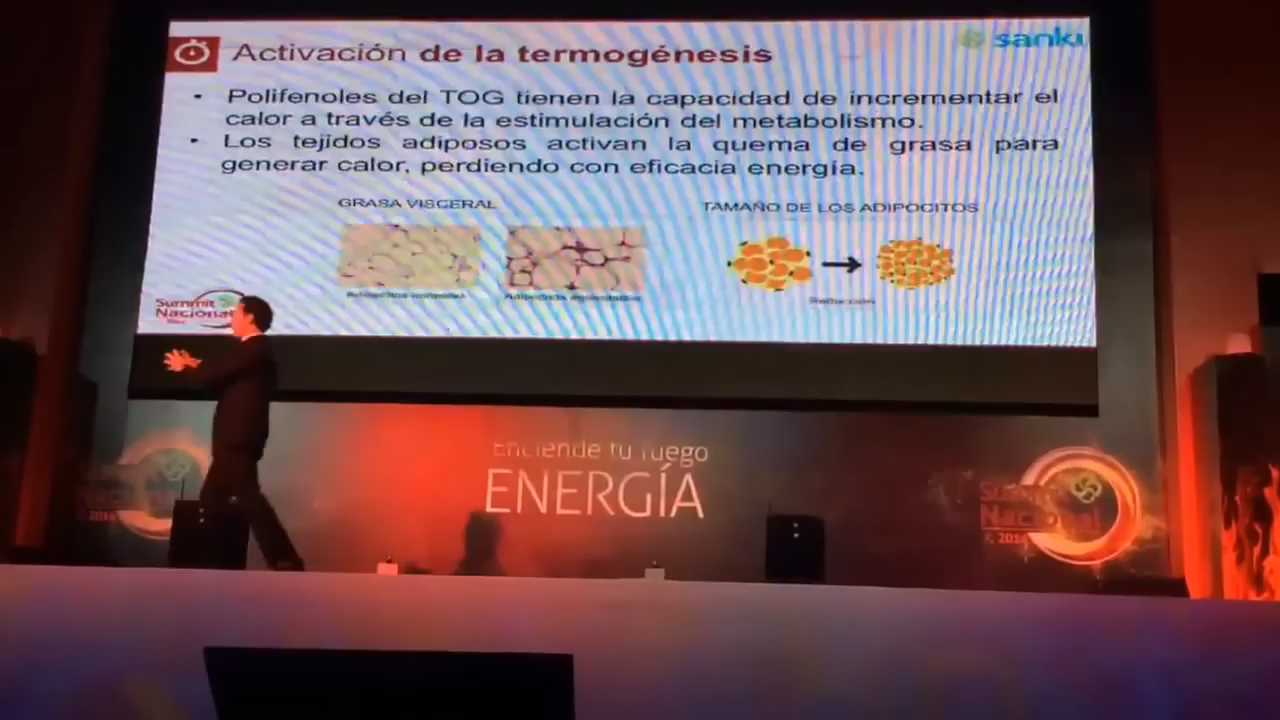 Activación de la termogénesis
sanki
• Polifenoles del TOG tienen la capacidad de incrementar el
calor a través de la estimulación del metabolismo.
• Los tejidos adiposos activan la quema de grasa para
generar calor, perdiendo con eficacia energía.
GRASA VISCERAL
TAMAÑO DE LOS ADIPOCITOS
Reducción
Summit
Nacional
Enciende tu fuego
ENERGÍA
Summit
Nacional